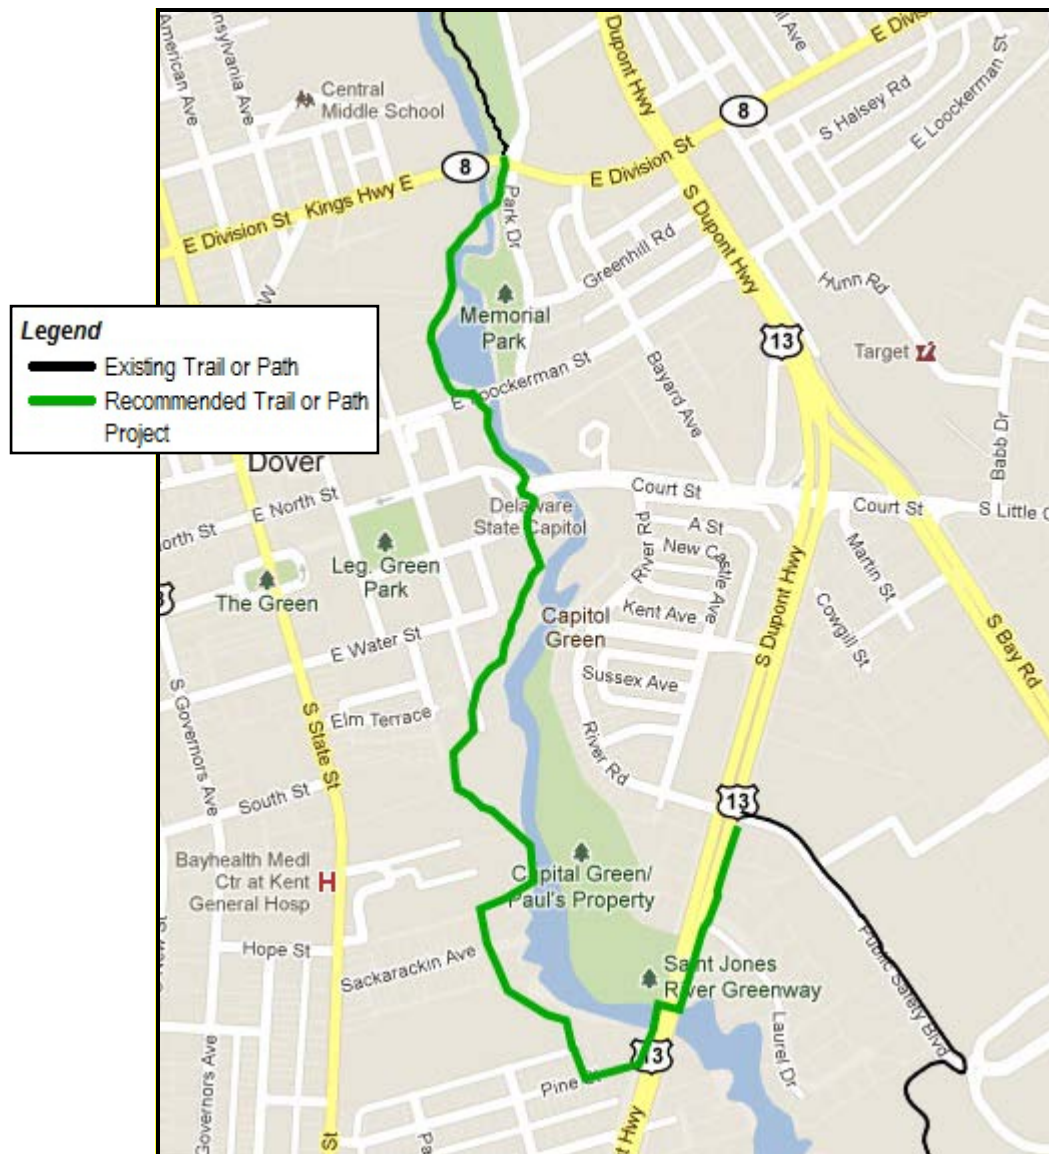 American Ave
nsylvania Ave
Central
Middle School
Dupont Hwy
ll Ave
E Divis
8
S Halsey Rd
E Loockerman St
8
E Division St
Kings Hwy E
E Division St
Park Dr
S Dupont Hwy
Greenhill Rd
Hunn Rd
W
Memorial
Park
13
Target
Legend
Existing Trail or Path
Recommended Trail or Path
Project
E Loockerman St
Bayard Ave
Babb Dr
Dover
E North St
orth St
Court St
Court St
S Little C
Delaware
State Capitol
A St
River Rd
New Castle Ave
Martin St
Leg. Green
Park
The Green
Kent Ave
Capitol
Green
Cowgill St
S Dupont Hwy
S Bay Rd
E Water St
Sussex Ave
S Governors Ave
Elm Terrace
S State St
River Rd
South St
13
Bayhealth Medl
Ctr at Kent
General Hosp
H
Capital Green/
Paul's Property
Hope St
Sackarackin Ave
Saint Jones
River Greenway
Public Safety Blvd
Laurel Dr
13
Pine St
Governors Ave
St
Pa
t Hwy